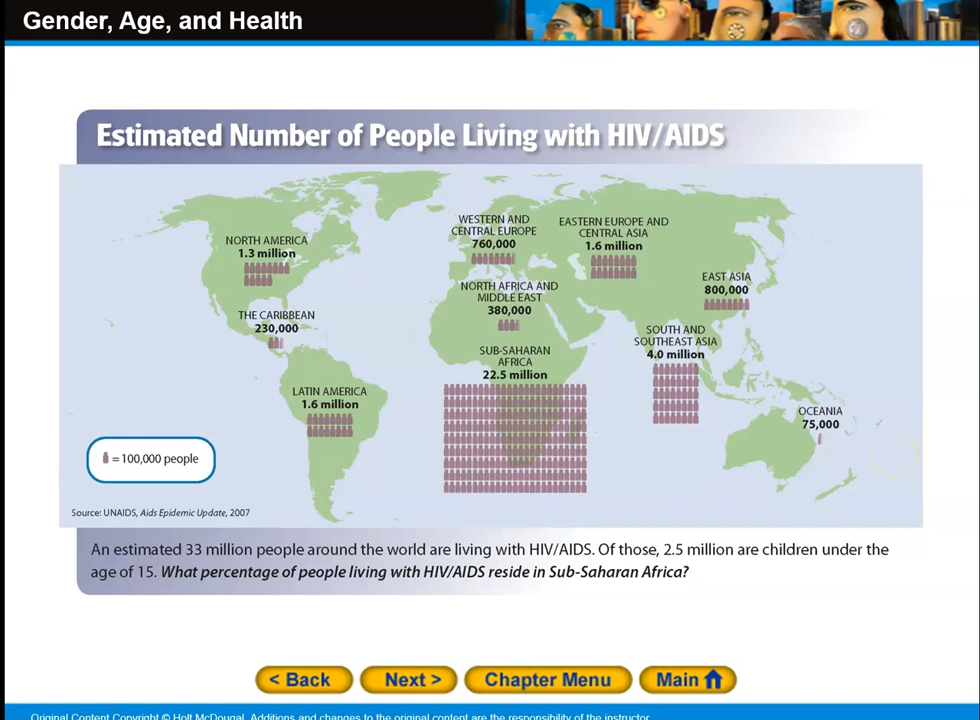 Gender, Age, and Health
Estimated Number of People Living with HIV/AIDS
NORTH AMERICA
1.3 million
THE CARIBBEAN
230,000
LATIN AMERICA
1.6 million
WESTERN AND
CENTRAL EUROPE
760,000
NORTH AFRICA AND
MIDDLE EAST
380,000
SUB-SAHARAN
AFRICA
22.5 million
EASTERN EUROPE AND
CENTRAL ASIA
1.6 million
EAST ASIA
800,000
SOUTH AND
SOUTHEAST ASIA
4.0 million
OCEANIA
75,000
= 100,000 people
Source: UNAIDS, Aids Epidemic Update, 2007
An estimated 33 million people around the world are living with HIV/AIDS. Of those, 2.5 million are children under the
age of 15. What percentage of people living with HIV/AIDS reside in Sub-Saharan Africa?
< Back
Next >
Chapter Menu
Main
Original Content Copyright © Holt McDougal. Additions and changes to the original content are the responsibility of the instructor.